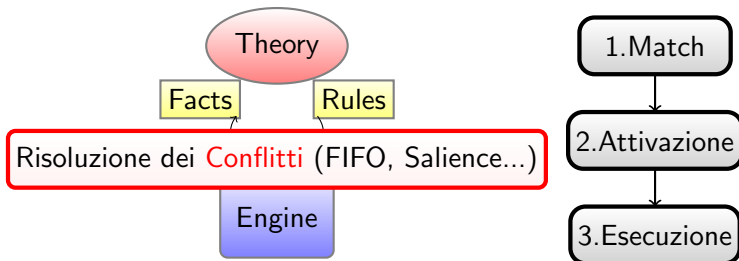 Theory
Facts
Rules
Risoluzione dei Conflitti (FIFO, Salience...)
Engine
1.Match
2.Attivazione
3.Esecuzione